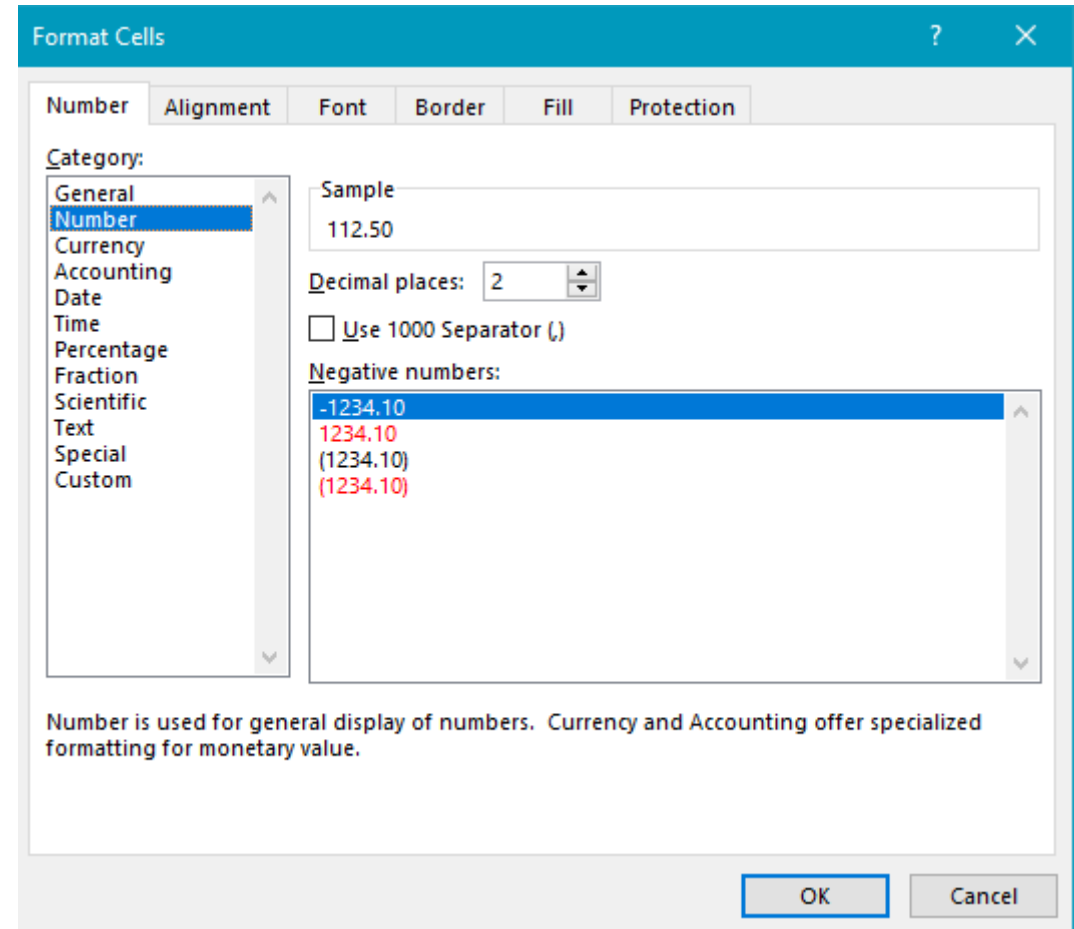 Format Cells
?
Number Alignment Font Border Fill Protection
Category:
General
Number
Currency
Accounting
Date
Time
Percentage
Fraction
Scientific
Text
Special
Custom
Sample
112.50
Decimal places: 2
Use 1000 Separator (,)
Negative numbers:
-1234.10
1234.10
(1234.10)
(1234.10)
Number is used for general display of numbers.  Currency and Accounting offer specialized
formatting for monetary value.
OK Cancel